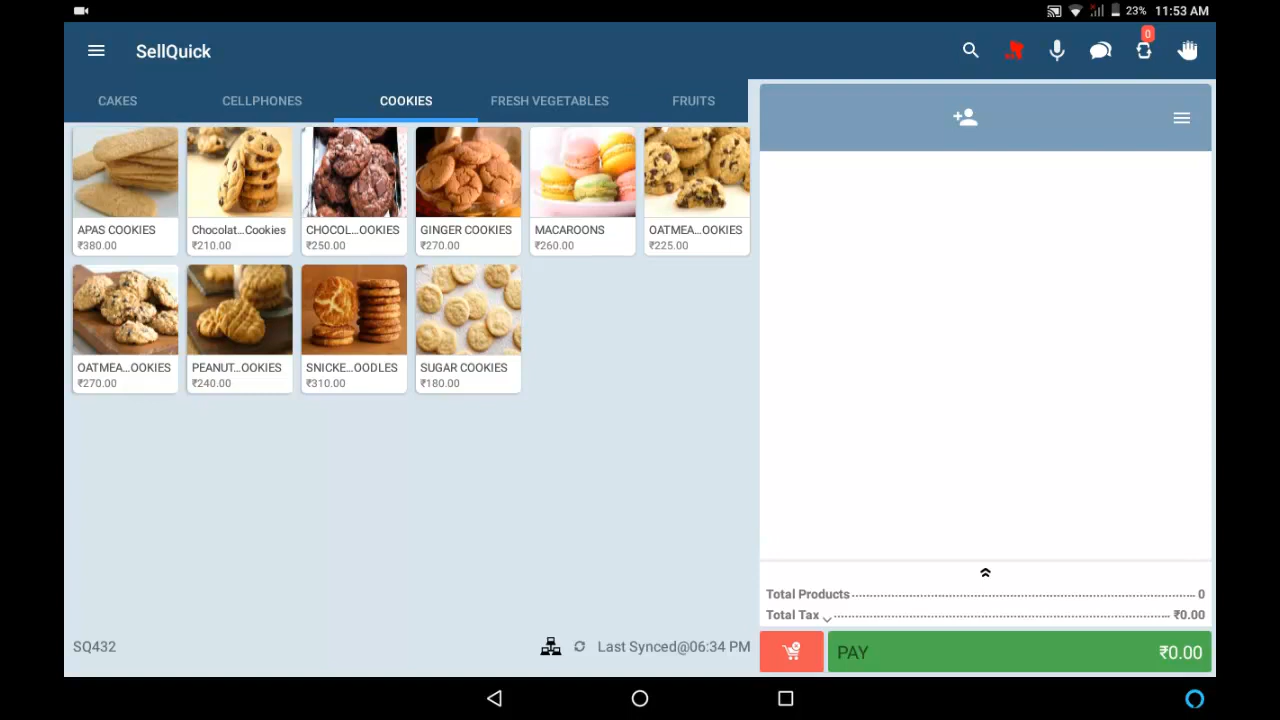 23% 11:53 AM
SellQuick
0
CAKES CELLPHONES COOKIES FRESH VEGETABLES FRUITS
APAS COOKIES Chocolat...Cookies CHOCOL...OOKIES GINGER COOKIES MACAROONS OATMEA...OOKIES
₹380.00 ₹210.00 ₹250.00 ₹270.00 ₹260.00 ₹225.00
OATMEA...OOKIES PEANUT...OOKIES SNICKE...OODLES SUGAR COOKIES
₹270.00 ₹240.00 ₹310.00 ₹180.00
Total Products 0
Total Tax ₹0.00
SQ432 Last Synced@06:34 PM
PAY ₹0.00